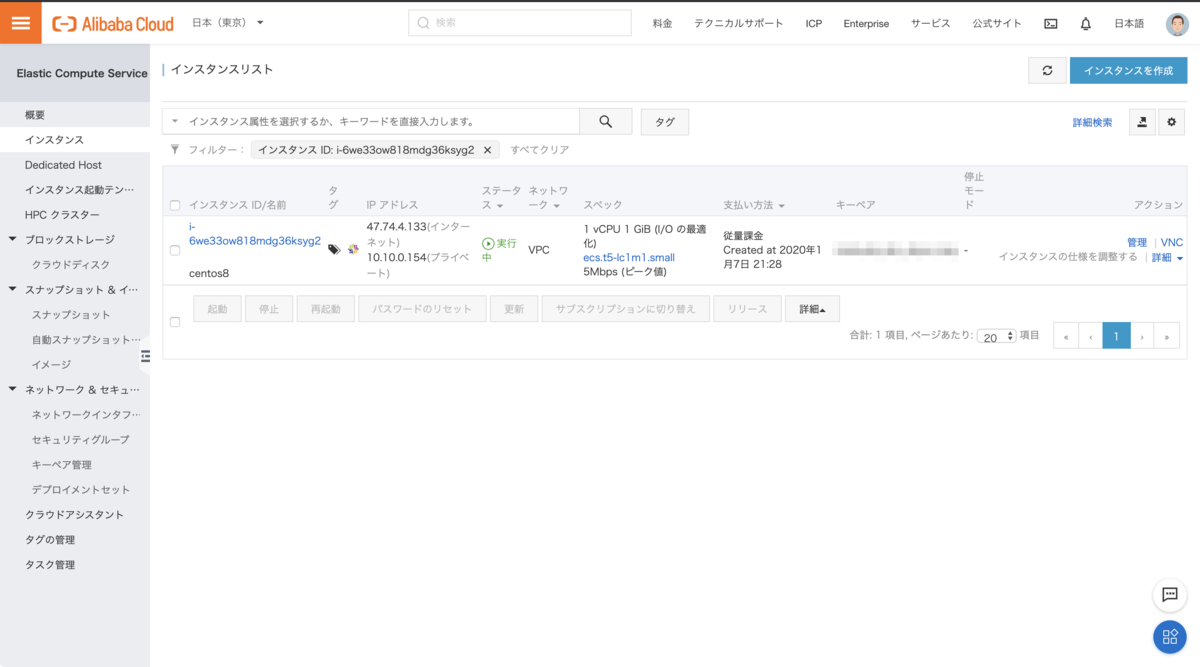 Alibaba Cloud
日本（東京）
検索
料金
テクニカルサポート
ICP
Enterprise
サービス
公式サイト
日本語
Elastic Compute Service
概要
インスタンス
Dedicated Host
インスタンス起動テン…
HPC クラスター
ブロックストレージ
クラウドディスク
スナップショット & イ…
スナップショット
自動スナップショット…
イメージ
ネットワーク & セキュ…
ネットワークインタフ…
セキュリティグループ
キーペア管理
デプロイメントセット
クラウドアシスタント
タグの管理
タスク管理
インスタンスリスト
インスタンスを作成
インスタンス属性を選択するか、キーワードを直接入力します。
タグ
詳細検索
フィルター：
インスタンス ID: i-6we33ow818mdg36ksyg2
すべてクリア
インスタンス ID/名前
タ
グ
IP アドレス
ステータ
ス
ネットワ
ーク
スペック
支払い方法
キーペア
停止
モー
ド
アクション
i-
6we33ow818mdg36ksyg2
centos8
47.74.4.133(インター
ネット)
10.10.0.154(プライベ
ート)
実行
中
VPC
1 vCPU 1 GiB (I/O の最適
化)
ecs.t5-lc1m1.small
5Mbps (ピーク値)
従量課金
Created at 2020年1
月7日 21:28
-
管理 | VNC
インスタンスの仕様を調整する | 詳細
起動
停止
再起動
パスワードのリセット
更新
サブスクリプションに切り替え
リリース
詳細
合計: 1 項目, ページあたり: 20 項目
« ‹ 1 › »